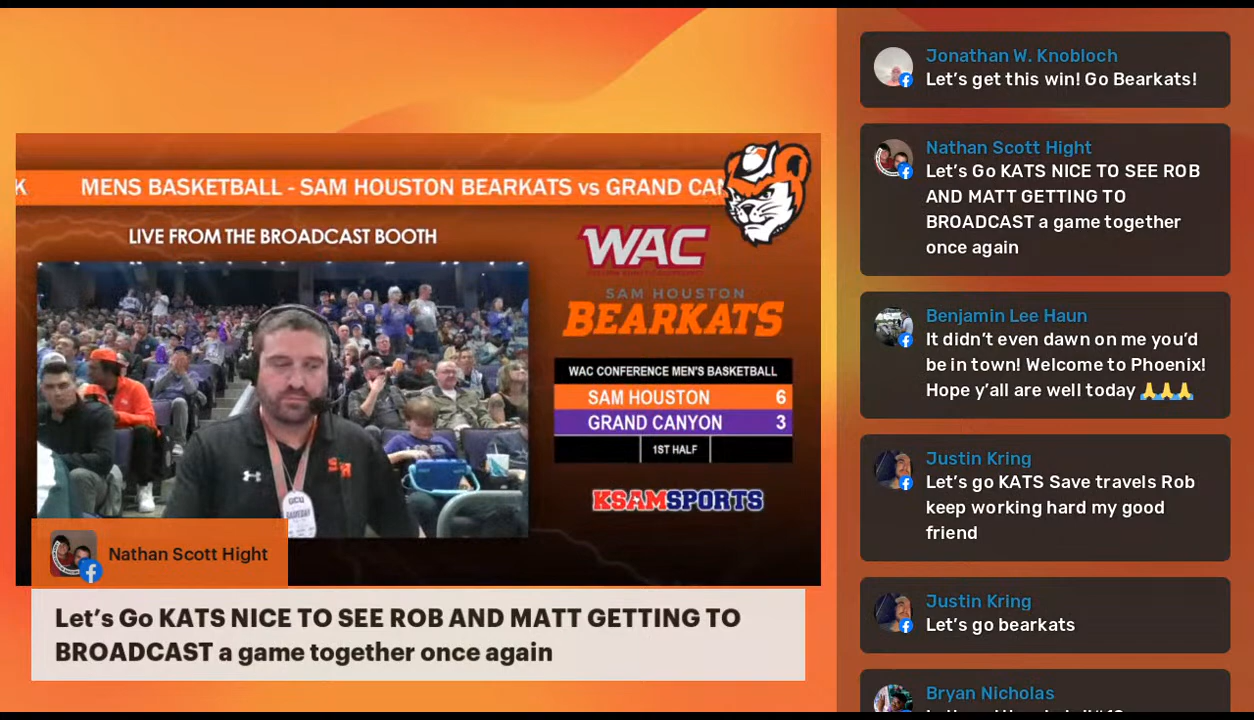 K MENS BASKETBALL - SAM HOUSTON BEARKATS vs GRAND CAN
LIVE FROM THE BROADCAST BOOTH
WAC
SAM HOUSTON
BEARKATS
WAC CONFERENCE MEN'S BASKETBALL
SAM HOUSTON 6
GRAND CANYON 3
1ST HALF
KSAMSPORTS
SH
GCU
GAMEDAY
Nathan Scott Hight
Let's Go KATS NICE TO SEE ROB AND MATT GETTING TO
BROADCAST a game together once again
Jonathan W. Knobloch
Let's get this win! Go Bearkats!
Nathan Scott Hight
Let's Go KATS NICE TO SEE ROB
AND MATT GETTING TO
BROADCAST a game together
once again
Benjamin Lee Haun
It didn't even dawn on me you'd
be in town! Welcome to Phoenix!
Hope y'all are well today 🙏🙏🙏
Justin Kring
Let's go KATS Save travels Rob
keep working hard my good
friend
Justin Kring
Let's go bearkats
Bryan Nicholas